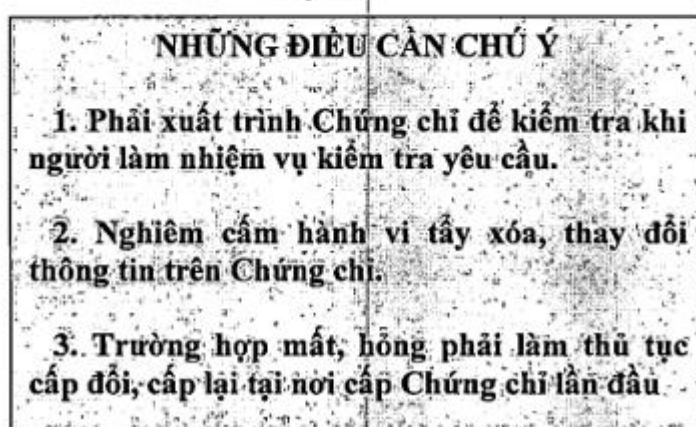 NHỮNG ĐIỀU CẦN CHÚ Ý
1. Phải xuất trình Chứng chỉ để kiểm tra khi
người làm nhiệm vụ kiểm tra yêu cầu.
2. Nghiêm cấm hành vi tẩy xóa, thay đổi
thông tin trên Chứng chỉ.
3. Trường hợp mất, hỏng phải làm thủ tục
cấp đổi, cấp lại tại nơi cấp Chứng chỉ lần đầu